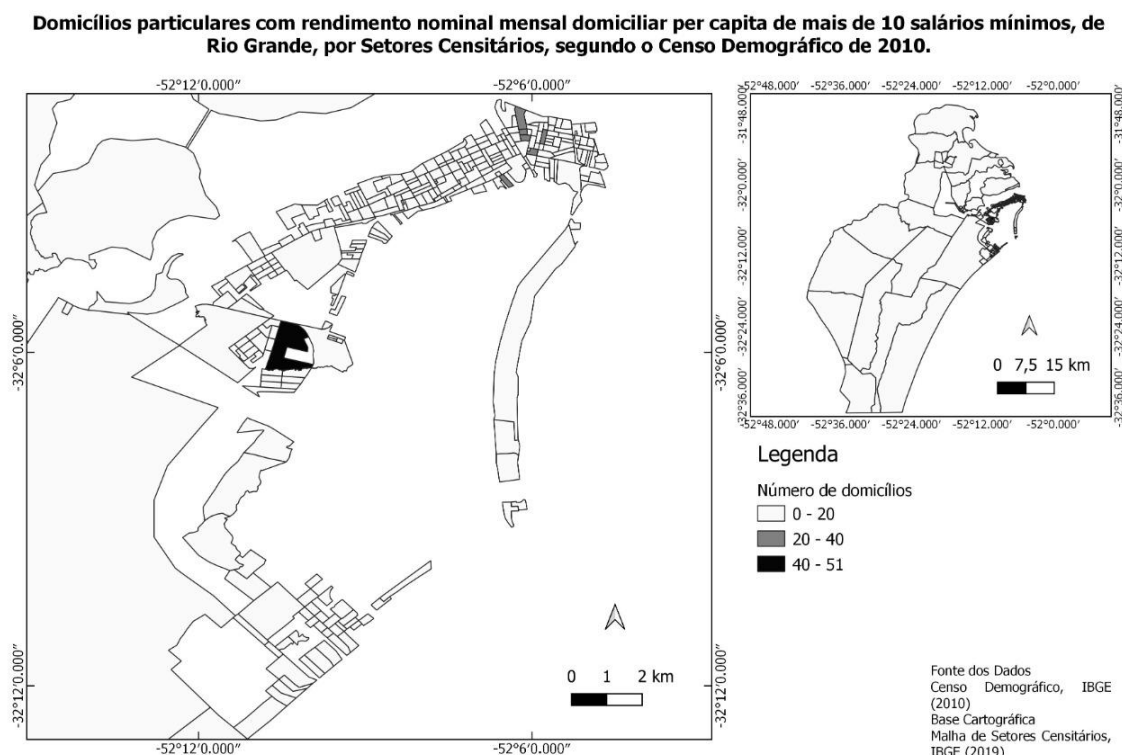 Domicílios particulares com rendimento nominal mensal domiciliar per capita de mais de 10 salários mínimos, de
Rio Grande, por Setores Censitários, segundo o Censo Demográfico de 2010.
-52°12'0.000″
-52°6'0.000″
-32°6'0.000″
-32°12'0.000″
-32°6'0.000″
-32°12'0.000″
0 1 2 km
-52°12'0.000″
-52°6'0.000″
-52°48.000′
-52°36.000′
-52°24.000′
-52°12.000′
-52°0.000′
-32°36.000′
-32°24.000′
-32°12.000′
-32°0.000′
-31°48.000′
-32°36.000′
-32°24.000′
-32°12.000′
-32°0.000′
-31°48.000′
0 7,5 15 km
-52°48.000′
-52°36.000′
-52°24.000′
-52°12.000′
-52°0.000′
Legenda
Número de domicílios
0 - 20
20 - 40
40 - 51
Fonte dos Dados
Censo Demográfico, IBGE
(2010)
Base Cartográfica
Malha de Setores Censitários,
IBGE (2019)